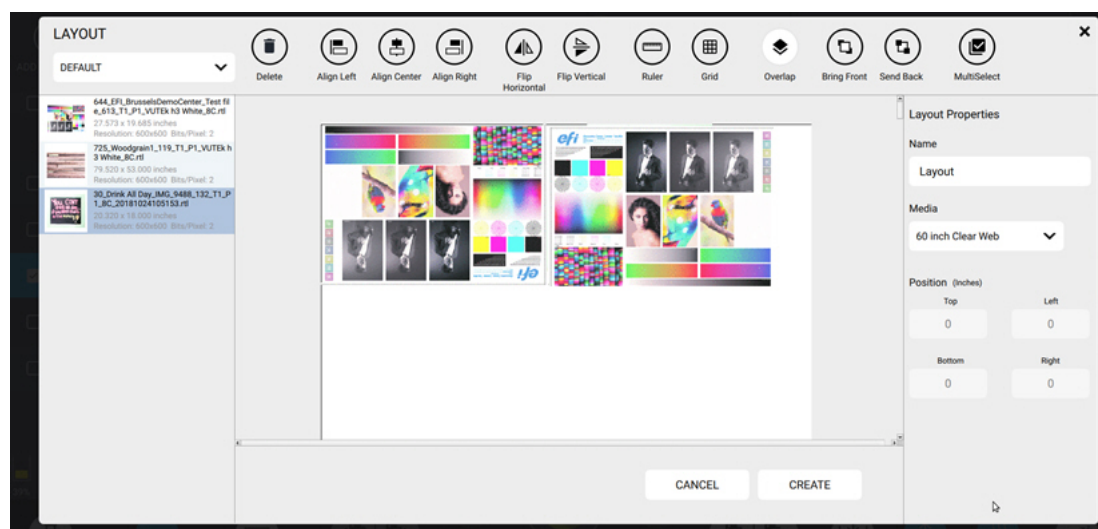 LAYOUT
DEFAULT
Delete
Align Left
Align Center
Align Right
Flip
Horizontal
Flip Vertical
Ruler
Grid
Overlap
Bring Front
Send Back
MultiSelect
644_EFI_BrusselsDemoCenter_Test fil
e_613_T1_P1_VUTEk h3 White_8C.rtl
27.573 x 19.685 inches
Resolution: 600x600 Bits/Pixel: 2
725_Woodgrain1_119_T1_P1_VUTEk h
3 White_8C.rtl
79.520 x 53.000 inches
Resolution: 600x600 Bits/Pixel: 2
30_Drink All Day_IMG_9488_132_T1_P
1_8C_20181024105153.rtl
20.320 x 18.000 inches
Resolution: 600x600 Bits/Pixel: 2
efi
efi
Layout Properties
Name
Layout
Media
60 inch Clear Web
Position (Inches)
Top
Left
0
0
Bottom
Right
0
0
CANCEL
CREATE